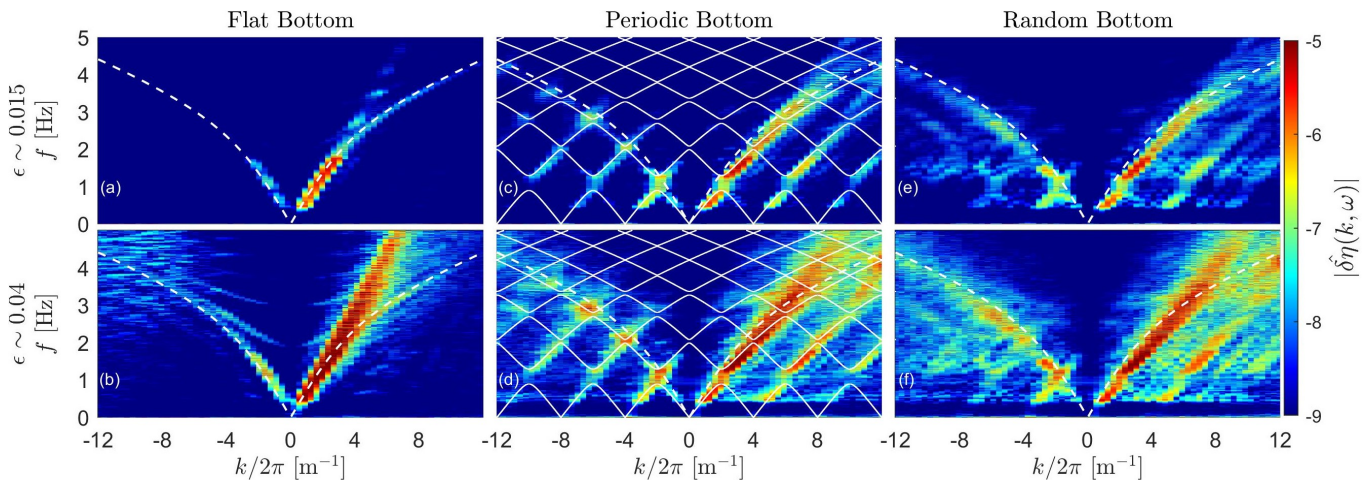 Flat Bottom
Periodic Bottom
Random Bottom
ϵ ∼ 0.015
f [Hz]
5
4
3
2
1
0
(a)
(c)
(e)
ϵ ∼ 0.04
f [Hz]
4
3
2
1
0
(b)
(d)
(f)
-12 -8 -4 0 4 8 -12 -8 -4 0 4 8 -12 -8 -4 0 4 8 12
k/2π [m⁻¹]
k/2π [m⁻¹]
k/2π [m⁻¹]
-5
-6
-7
-8
-9
|δ̂η(k, ω)|